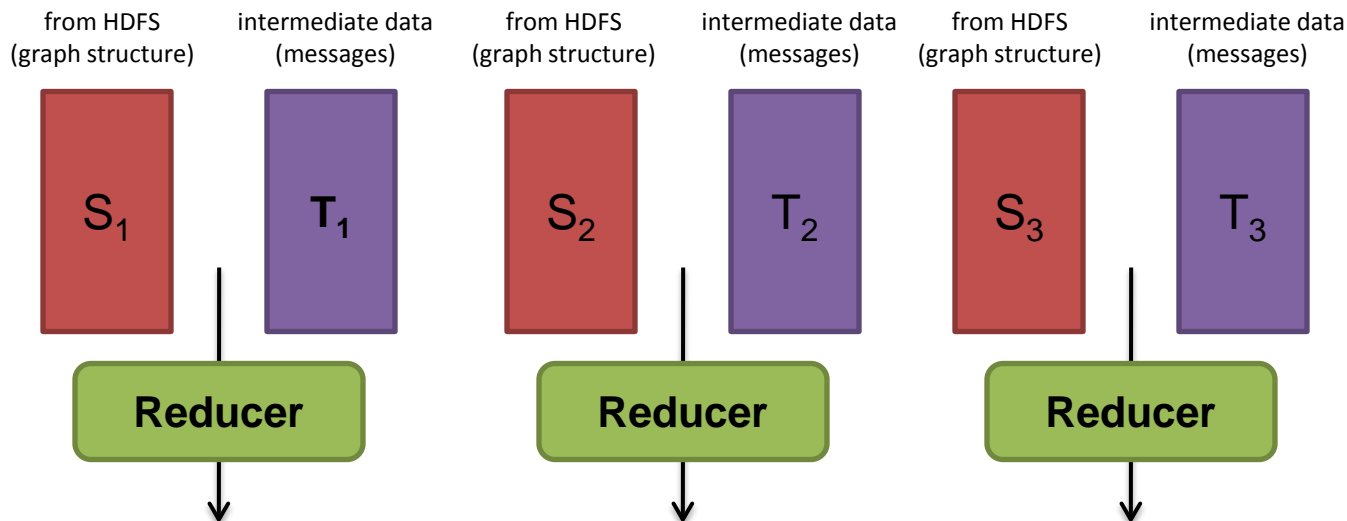 from HDFS
(graph structure)
intermediate data
(messages)
from HDFS
(graph structure)
intermediate data
(messages)
from HDFS
(graph structure)
intermediate data
(messages)
S₁
T₁
S₂
T₂
S₃
T₃
Reducer
Reducer
Reducer